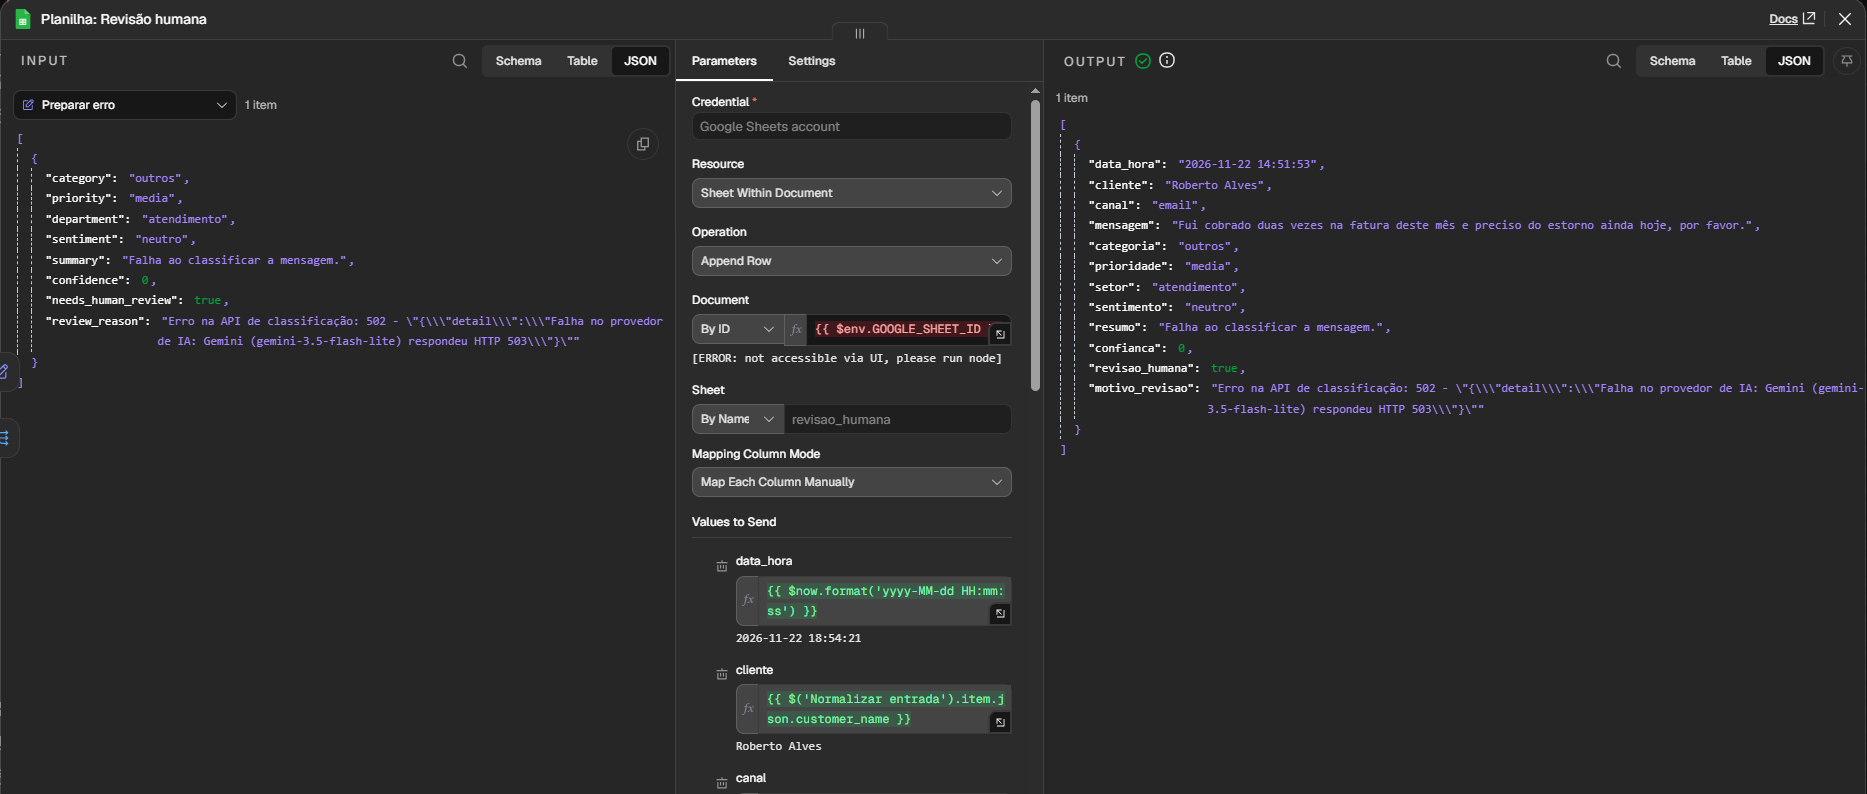 Planilha: Revisão humana
Docs
INPUT
Schema
Table
JSON
Preparar erro
1 item
[
{
"category": "outros",
"priority": "media",
"department": "atendimento",
"sentiment": "neutro",
"summary": "Falha ao classificar a mensagem.",
"confidence": 0,
"needs_human_review": true,
"review_reason": "Erro na API de classificação: 502 - \"{\\\"detail\\\":\\\"Falha no provedor
de IA: Gemini (gemini-3.5-flash-lite) respondeu HTTP 503\\\"}\""
}
]
Parameters
Settings
Credential *
Google Sheets account
Resource
Sheet Within Document
Operation
Append Row
Document
By ID
fx
{{ $env.GOOGLE_SHEET_ID
[ERROR: not accessible via UI, please run node]
Sheet
By Name
revisao_humana
Mapping Column Mode
Map Each Column Manually
Values to Send
data_hora
fx
{{ $now.format('yyyy-MM-dd HH:mm:
ss') }}
2026-11-22 18:54:21
cliente
fx
{{ $('Normalizar entrada').item.j
son.customer_name }}
Roberto Alves
canal
OUTPUT
Schema
Table
JSON
1 item
[
{
"data_hora": "2026-11-22 14:51:53",
"cliente": "Roberto Alves",
"canal": "email",
"mensagem": "Fui cobrado duas vezes na fatura deste mês e preciso do estorno ainda hoje, por favor.",
"categoria": "outros",
"prioridade": "media",
"setor": "atendimento",
"sentimento": "neutro",
"resumo": "Falha ao classificar a mensagem.",
"confianca": 0,
"revisao_humana": true,
"motivo_revisao": "Erro na API de classificação: 502 - \"{\\\"detail\\\":\\\"Falha no provedor de IA: Gemini (gemini-
3.5-flash-lite) respondeu HTTP 503\\\"}\""
}
]